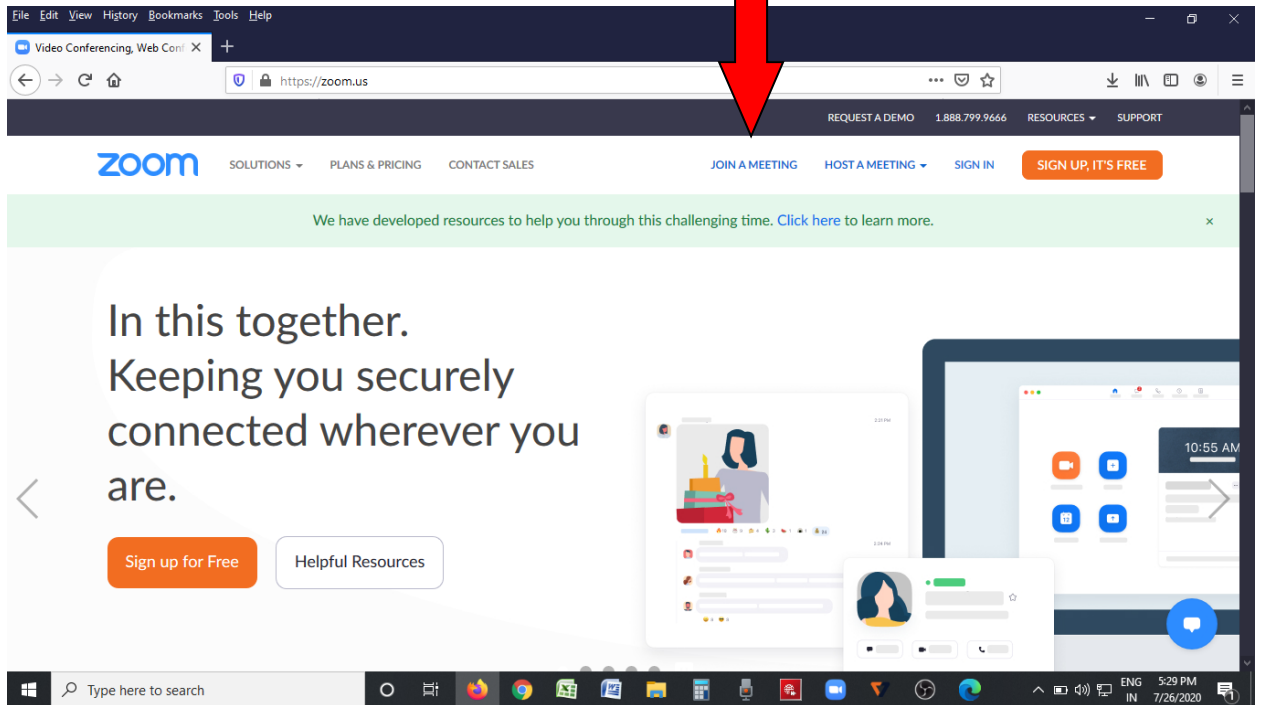 File Edit View History Bookmarks Tools Help
Video Conferencing, Web Conf
https://zoom.us
REQUEST A DEMO 1.888.799.9666 RESOURCES SUPPORT
zoom SOLUTIONS PLANS & PRICING CONTACT SALES JOIN A MEETING HOST A MEETING SIGN IN SIGN UP, IT'S FREE
We have developed resources to help you through this challenging time. Click here to learn more. ×
In this together.
Keeping you securely
connected wherever you
are.
Sign up for Free Helpful Resources
10:55 AM
Type here to search
ENG 5:29 PM
IN 7/26/2020